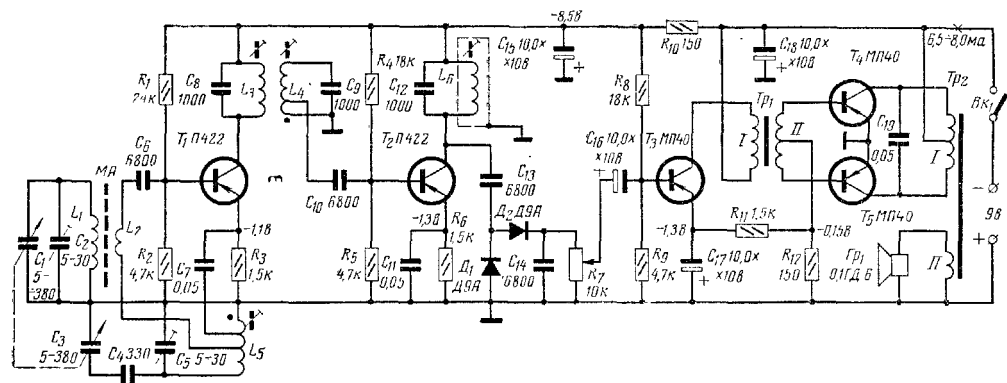 -8,5в
6,5-8,0ма
R₁
24к
C₈
1000
L₃
L₄
C₉
1000
R₄ 18к
C₁₂
1000
L₆
C₁₅ 10,0×
×10В
R₁₀ 150
C₁₈ 10,0×
×10В
T₄ МП40
Тр₂
Вк₁
R₈
18к
T₁ П422
C₆
6800
МА
L₁
C₂
5-30
C₁
5-
-380
L₂
T₂ П422
C₁₀ 6800
C₁₃
6800
C₁₆ 10,0×
×10В
T₃ МП40
Тр₁
I
II
C₁₉
0,05
I
T₅ МП40
-
9В
+
R₂
4,7к
C₇
0,05
-1,1в
R₃
1,5к
R₅
4,7к
C₁₁
0,05
-1,3в
R₆
1,5к
Д₂ Д9А
Д₁
Д9А
C₁₄
6800
R₇
10к
R₉
4,7к
-1,3в
C₁₇ 10,0×
×10В
R₁₁ 1,5к
-0,15в
R₁₂
150
Гр₁
0,1ГД 6
II
C₃
5-380
C₄ 330
C₅ 5-30
L₅